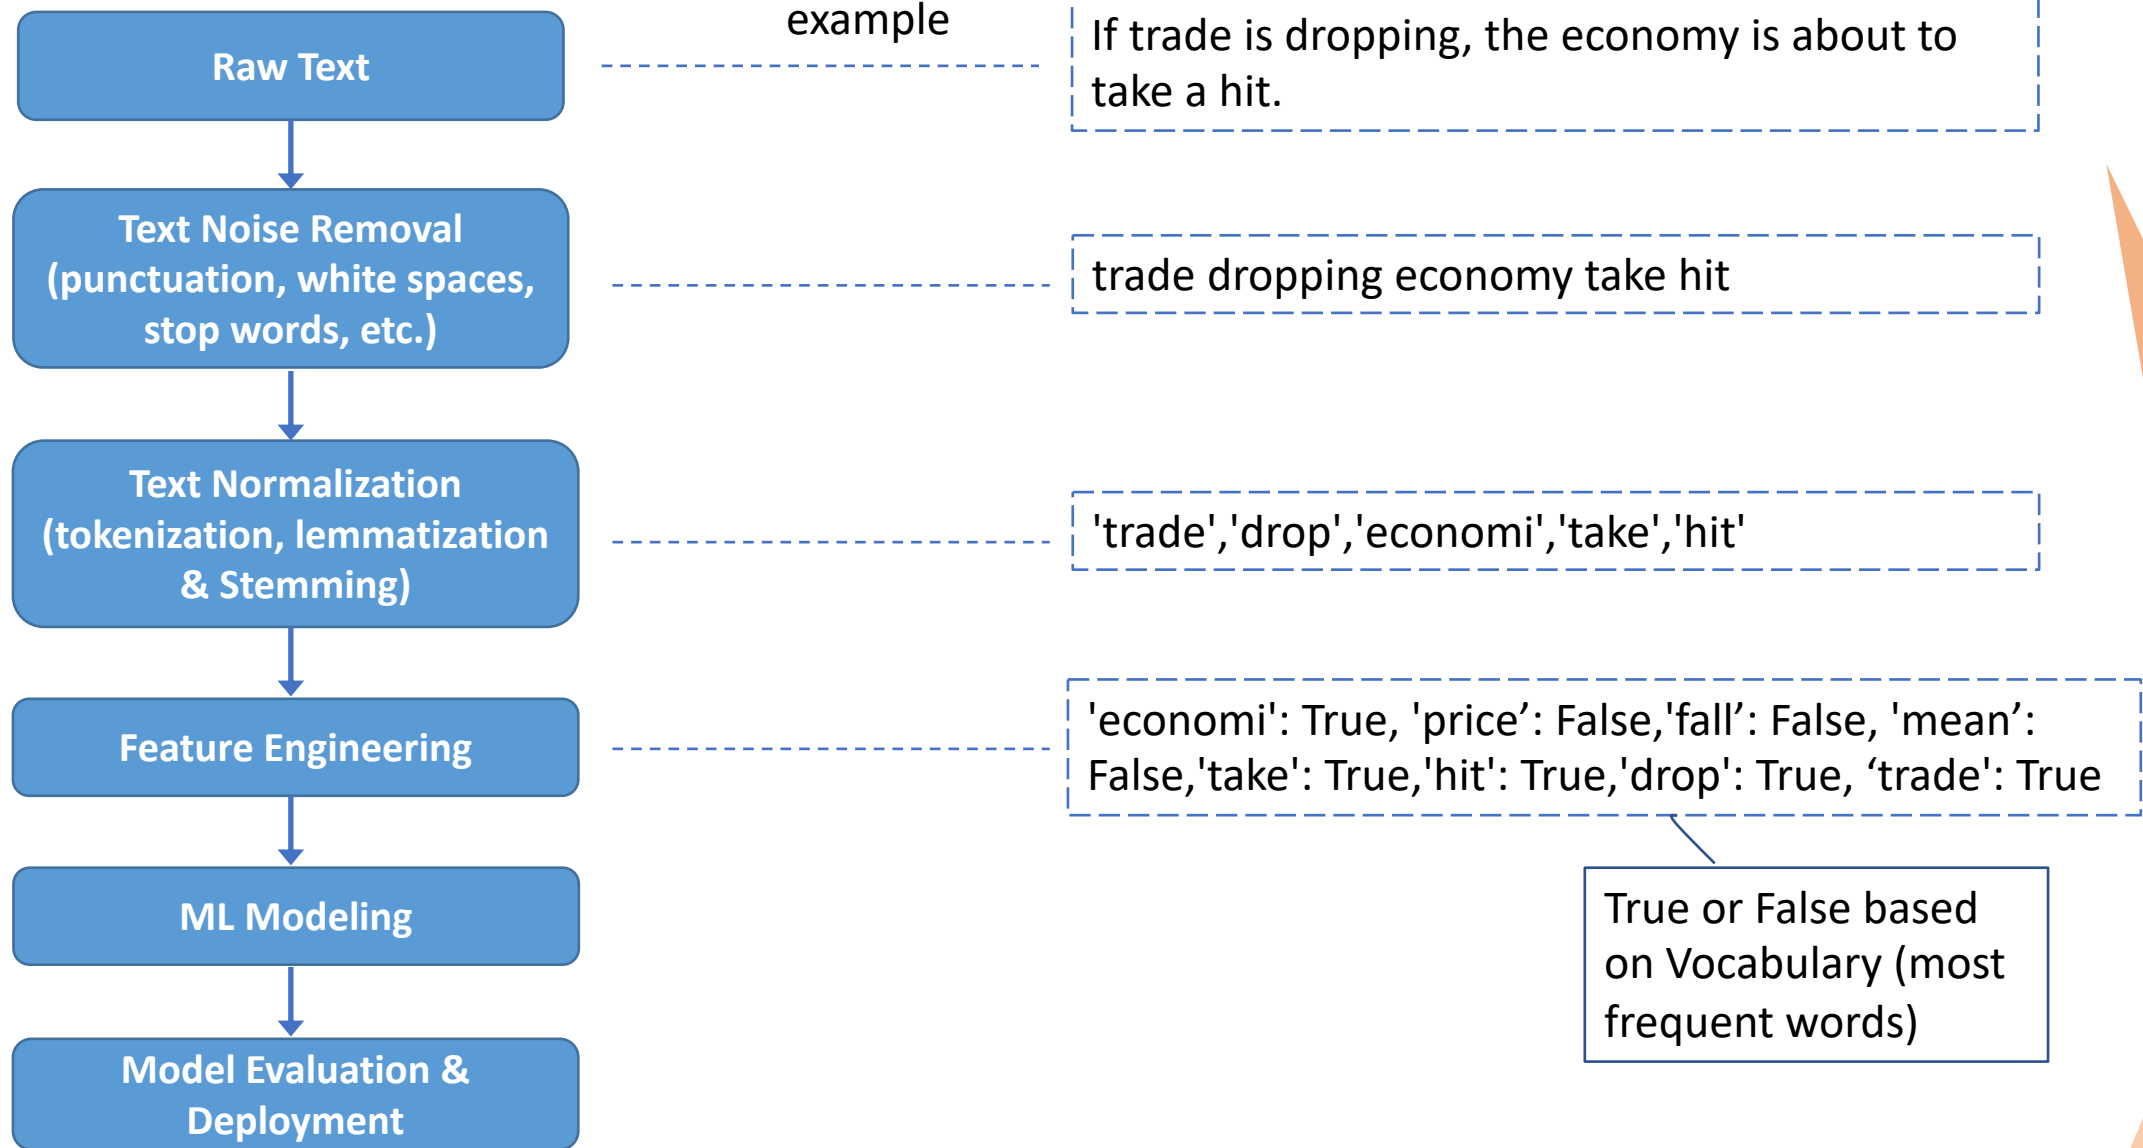 example
Raw Text
If trade is dropping, the economy is about to
take a hit.
Text Noise Removal
(punctuation, white spaces,
stop words, etc.)
trade dropping economy take hit
Text Normalization
(tokenization, lemmatization
& Stemming)
'trade','drop','economi','take','hit'
Feature Engineering
'economi': True, 'price’: False,'fall’: False, 'mean’:
False,'take': True,'hit': True,'drop': True, ‘trade': True
ML Modeling
True or False based
on Vocabulary (most
frequent words)
Model Evaluation &
Deployment